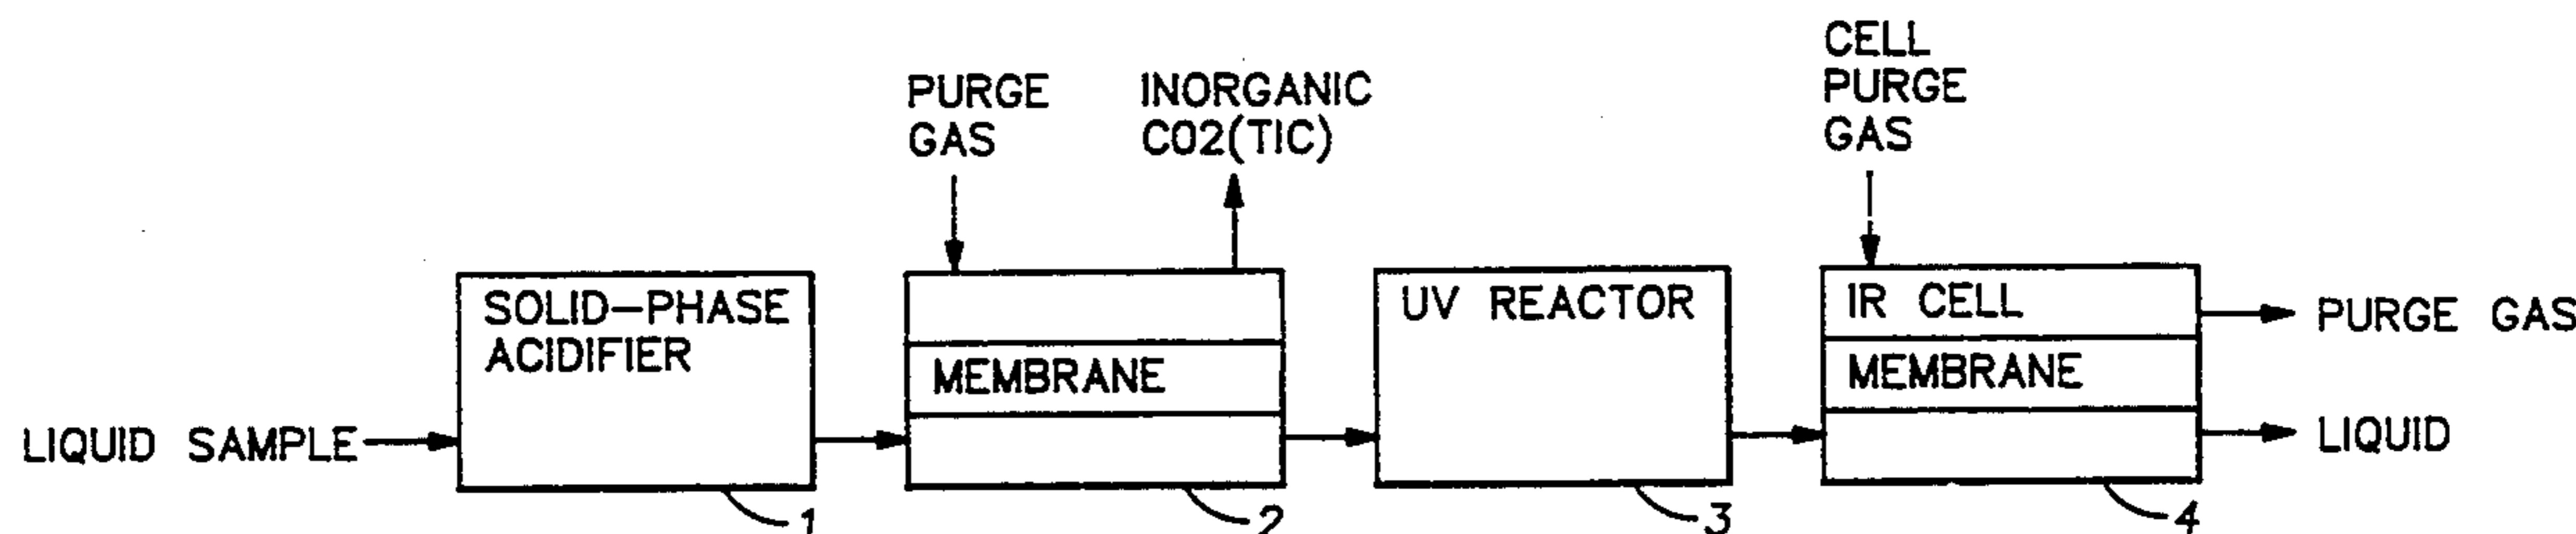 CELL
PURGE
GAS
PURGE
GAS
INORGANIC
CO2(TIC)
SOLID-PHASE
ACIDIFIER
MEMBRANE
UV REACTOR
IR CELL
MEMBRANE
PURGE GAS
LIQUID SAMPLE
LIQUID
1
2
3
4